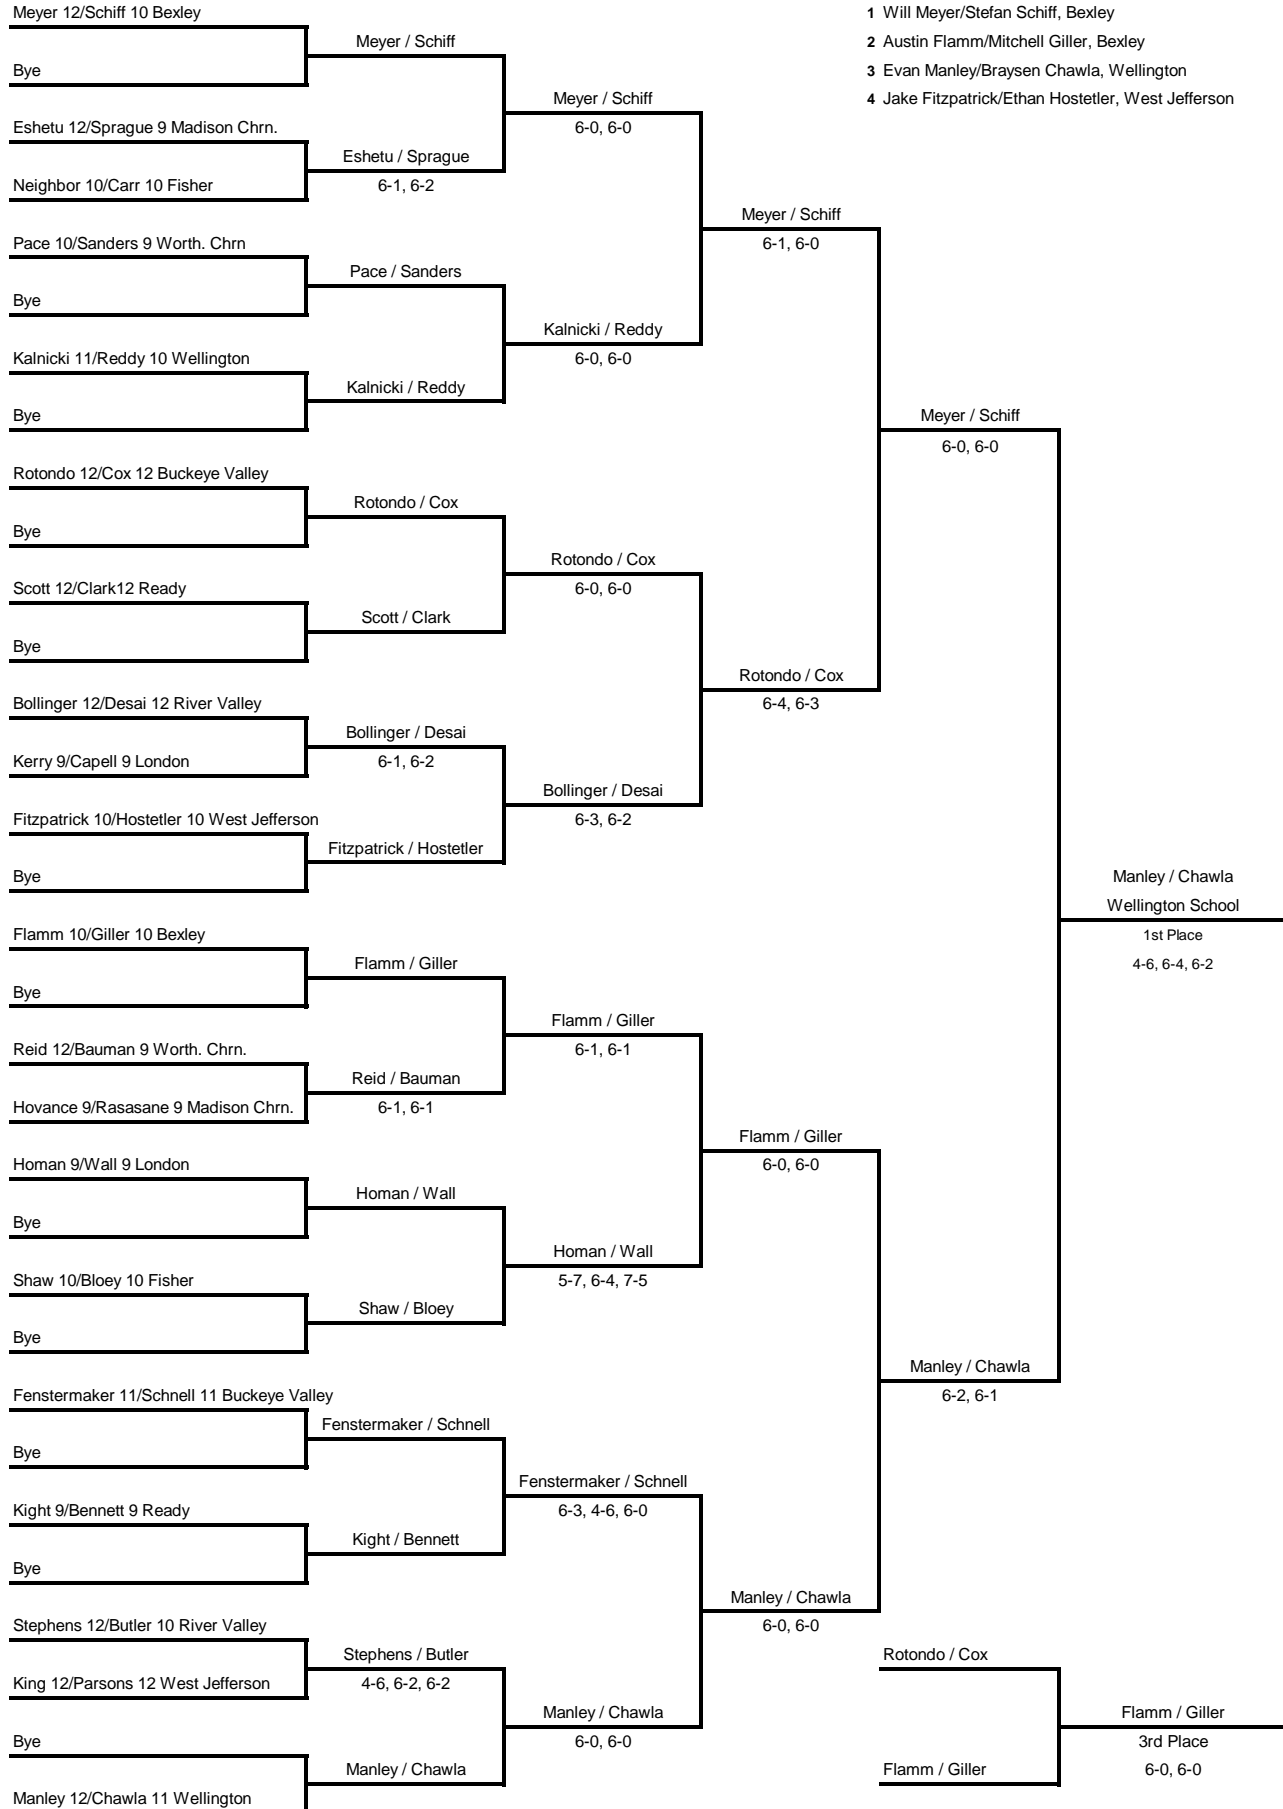 Meyer 12/Schiff 10 Bexley
Bye
Eshetu 12/Sprague 9 Madison Chrn.
Neighbor 10/Carr 10 Fisher
Pace 10/Sanders 9 Worth. Chrn
Bye
Kalnicki 11/Reddy 10 Wellington
Bye
Rotondo 12/Cox 12 Buckeye Valley
Bye
Scott 12/Clark12 Ready
Bye
Bollinger 12/Desai 12 River Valley
Kerry 9/Capell 9 London
Fitzpatrick 10/Hostetler 10 West Jefferson
Bye
Flamm 10/Giller 10 Bexley
Bye
Reid 12/Bauman 9 Worth. Chrn.
Hovance 9/Rasasane 9 Madison Chrn.
Homan 9/Wall 9 London
Bye
Shaw 10/Bloey 10 Fisher
Bye
Fenstermaker 11/Schnell 11 Buckeye Valley
Bye
Kight 9/Bennett 9 Ready
Bye
Stephens 12/Butler 10 River Valley
King 12/Parsons 12 West Jefferson
Bye
Manley 12/Chawla 11 Wellington
Meyer / Schiff
Eshetu / Sprague
6-1, 6-2
Pace / Sanders
Kalnicki / Reddy
Rotondo / Cox
Scott / Clark
Bollinger / Desai
6-1, 6-2
Fitzpatrick / Hostetler
Flamm / Giller
Reid / Bauman
6-1, 6-1
Homan / Wall
Shaw / Bloey
Fenstermaker / Schnell
Kight / Bennett
Stephens / Butler
4-6, 6-2, 6-2
Manley / Chawla
Meyer / Schiff
6-0, 6-0
Kalnicki / Reddy
6-0, 6-0
Rotondo / Cox
6-0, 6-0
Bollinger / Desai
6-3, 6-2
Flamm / Giller
6-1, 6-1
Homan / Wall
5-7, 6-4, 7-5
Fenstermaker / Schnell
6-3, 4-6, 6-0
Manley / Chawla
6-0, 6-0
Meyer / Schiff
6-1, 6-0
Rotondo / Cox
6-4, 6-3
Flamm / Giller
6-0, 6-0
Manley / Chawla
6-0, 6-0
Meyer / Schiff
6-0, 6-0
Manley / Chawla
6-2, 6-1
Manley / Chawla
Wellington School
1st Place
4-6, 6-4, 6-2
Rotondo / Cox
Flamm / Giller
Flamm / Giller
3rd Place
6-0, 6-0
1 Will Meyer/Stefan Schiff, Bexley
2 Austin Flamm/Mitchell Giller, Bexley
3 Evan Manley/Braysen Chawla, Wellington
4 Jake Fitzpatrick/Ethan Hostetler, West Jefferson